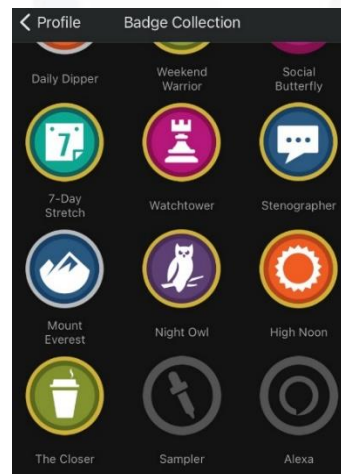 Profile
Badge Collection
Daily Dipper
Weekend
Warrior
Social
Butterfly
7
7-Day
Stretch
Watchtower
Stenographer
Mount
Everest
Night Owl
High Noon
The Closer
Sampler
Alexa